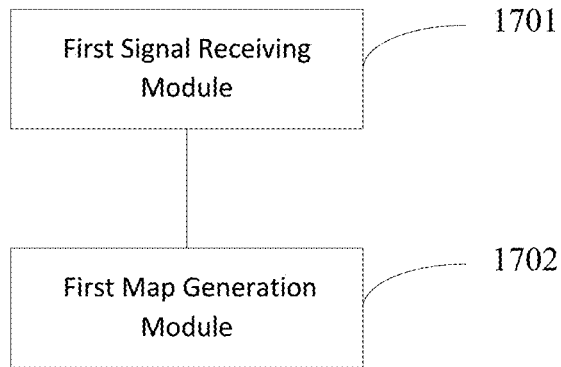 First Signal Receiving
Module
1701
First Map Generation
Module
1702